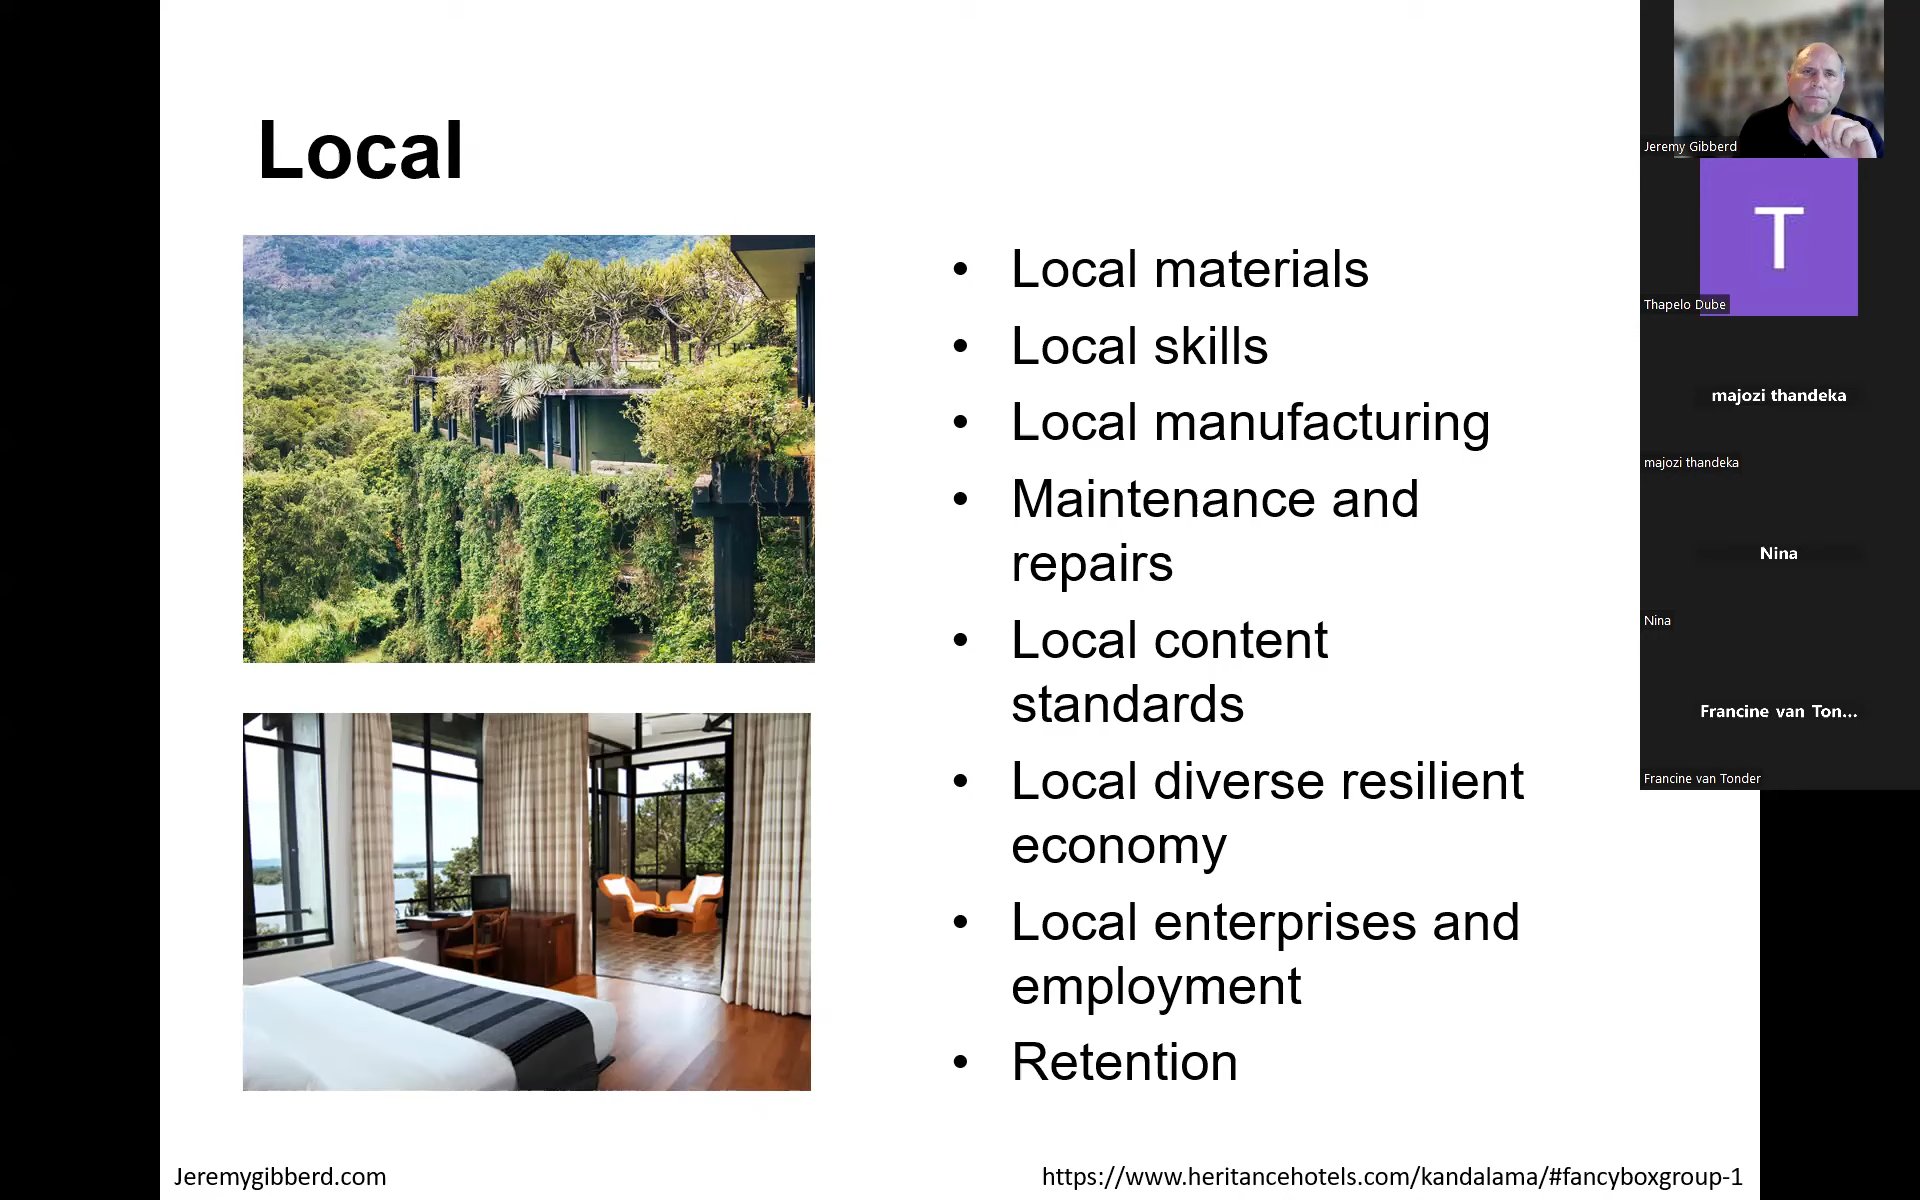 Local
• Local materials
• Local skills
• Local manufacturing
• Maintenance and
repairs
• Local content
standards
• Local diverse resilient
economy
• Local enterprises and
employment
• Retention
Jeremygibberd.com
https://www.heritancehotels.com/kandalama/#fancyboxgroup-1
Jeremy Gibberd
T
Thapelo Dube
majozi thandeka
majozi thandeka
Nina
Nina
Francine van Ton...
Francine van Tonder